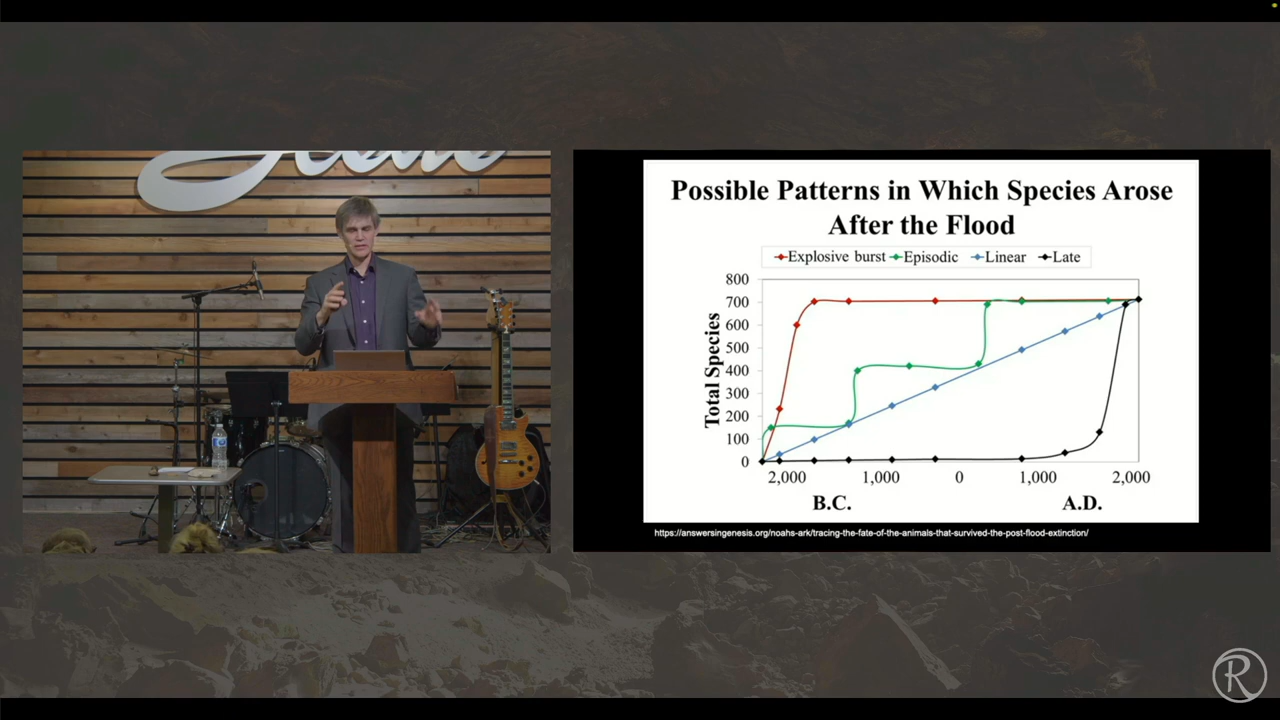 Possible Patterns in Which Species Arose
After the Flood
Explosive burst Episodic Linear Late
Total Species
800
700
600
500
400
300
200
100
0
2,000 1,000 0 1,000 2,000
B.C. A.D.
https://answersingenesis.org/noahs-ark/tracing-the-fate-of-the-animals-that-survived-the-post-flood-extinction/
R